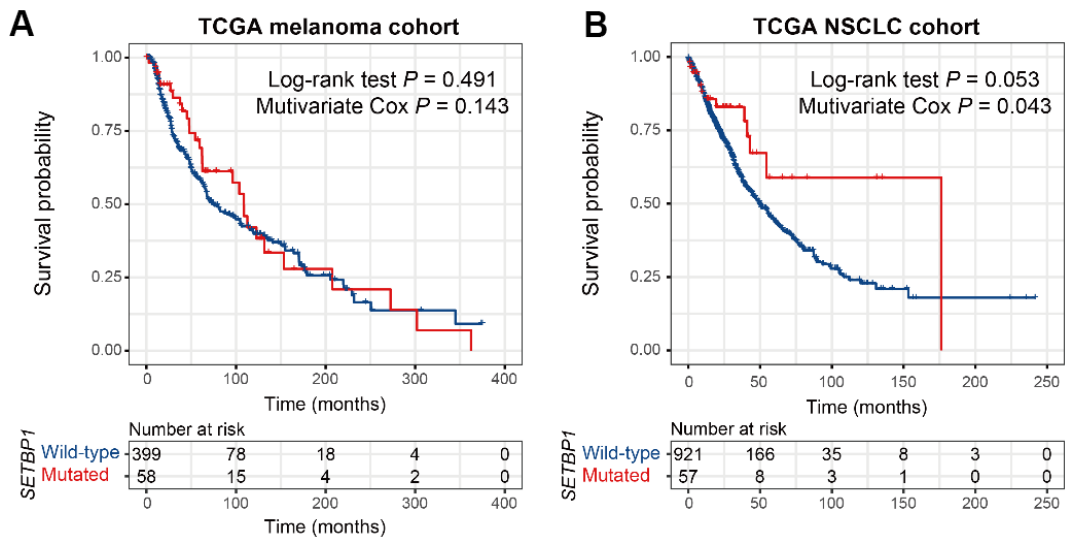 A
TCGA melanoma cohort
Log-rank test P = 0.491
Mutivariate Cox P = 0.143
Survival probability
1.00
0.75
0.50
0.25
0.00
0 100 200 300 400
Time (months)
Number at risk
SETBP1
Wild-type 399 78 18 4 0
Mutated 58 15 4 2 0
0 100 200 300 400
Time (months)
B
TCGA NSCLC cohort
Log-rank test P = 0.053
Mutivariate Cox P = 0.043
Survival probability
1.00
0.75
0.50
0.25
0.00
0 50 100 150 200 250
Time (months)
Number at risk
SETBP1
Wild-type 921 166 35 8 3 0
Mutated 57 8 3 1 0 0
0 50 100 150 200 250
Time (months)